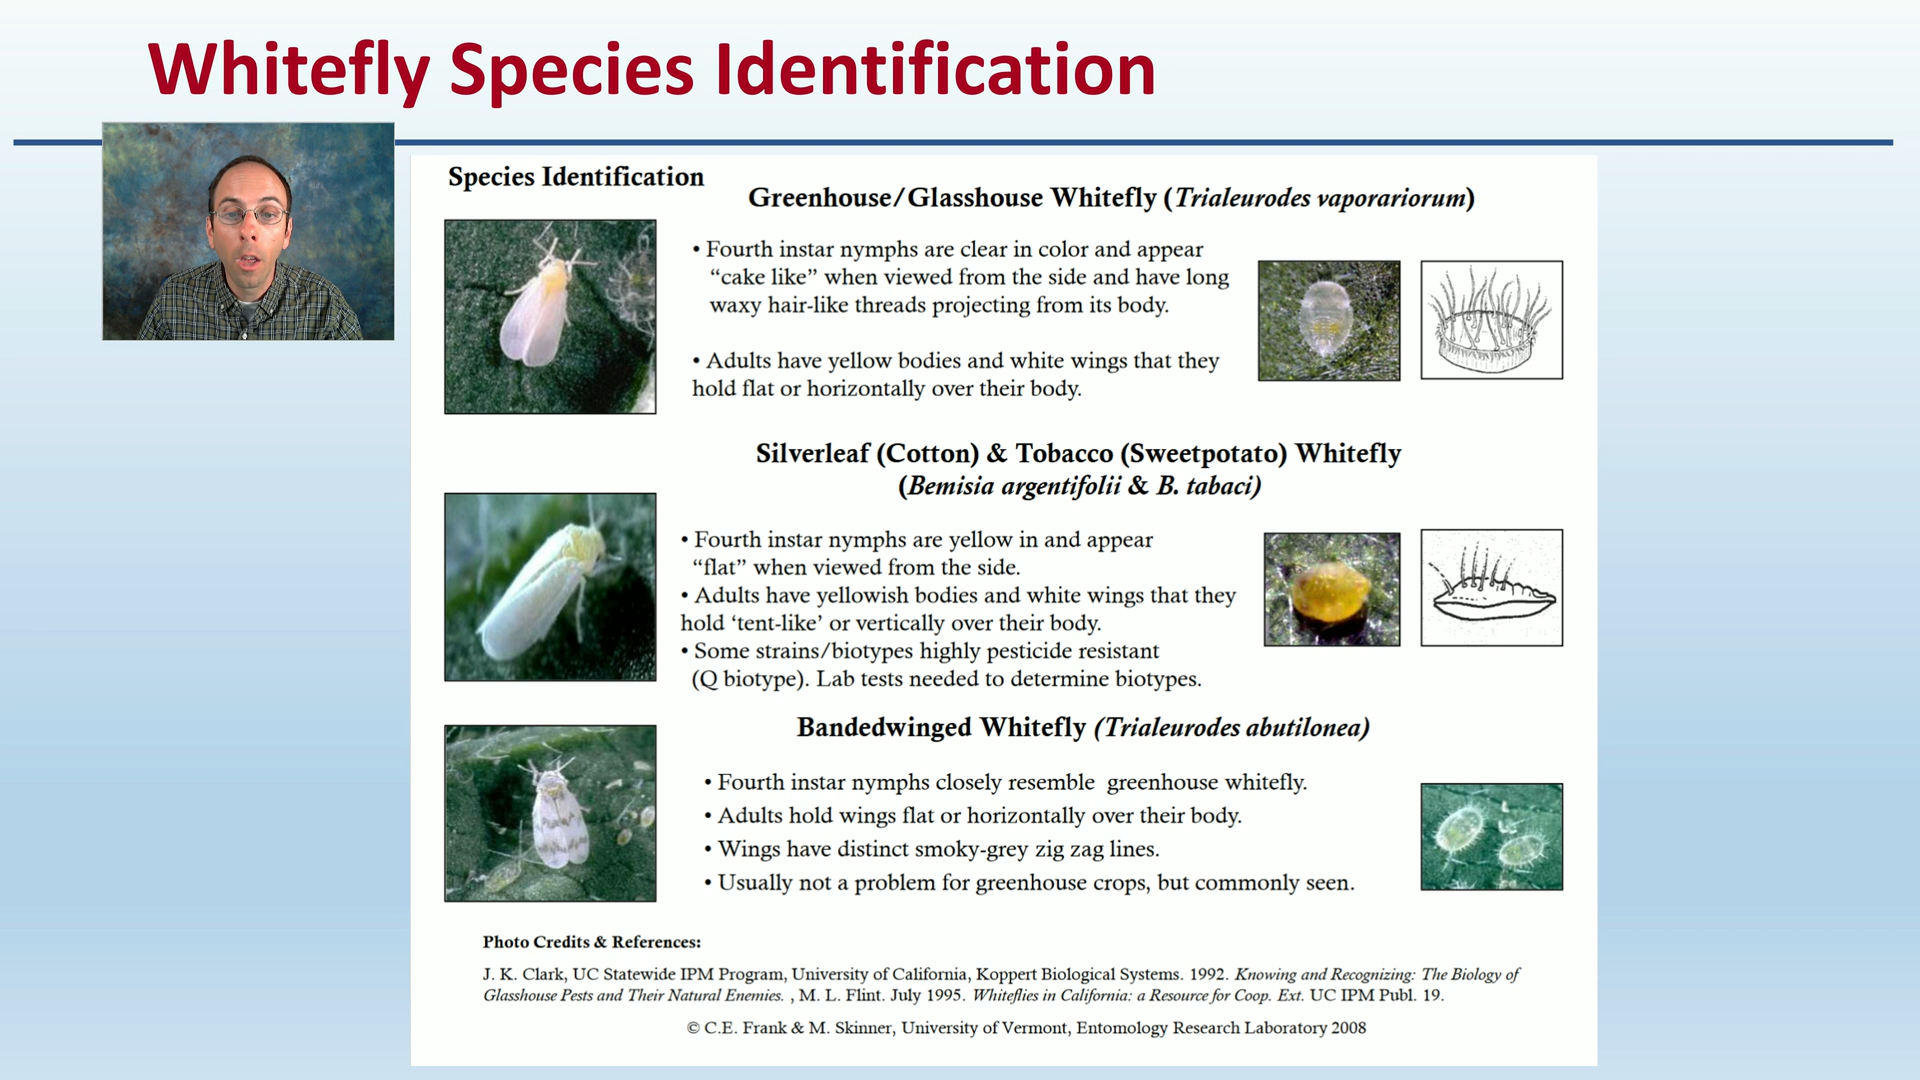 Whitefly Species Identification
Species Identification
Greenhouse/Glasshouse Whitefly (Trialeurodes vaporariorum)
• Fourth instar nymphs are clear in color and appear
“cake like” when viewed from the side and have long
waxy hair-like threads projecting from its body.
• Adults have yellow bodies and white wings that they
hold flat or horizontally over their body.
Silverleaf (Cotton) & Tobacco (Sweetpotato) Whitefly
(Bemisia argentifolii & B. tabaci)
• Fourth instar nymphs are yellow in and appear
“flat” when viewed from the side.
• Adults have yellowish bodies and white wings that they
hold ‘tent-like’ or vertically over their body.
• Some strains/biotypes highly pesticide resistant
(Q biotype). Lab tests needed to determine biotypes.
Bandedwinged Whitefly (Trialeurodes abutilonea)
• Fourth instar nymphs closely resemble greenhouse whitefly.
• Adults hold wings flat or horizontally over their body.
• Wings have distinct smoky-grey zig zag lines.
• Usually not a problem for greenhouse crops, but commonly seen.
Photo Credits & References:
J. K. Clark, UC Statewide IPM Program, University of California, Koppert Biological Systems. 1992. Knowing and Recognizing: The Biology of
Glasshouse Pests and Their Natural Enemies. , M. L. Flint. July 1995. Whiteflies in California: a Resource for Coop. Ext. UC IPM Publ. 19.
© C.E. Frank & M. Skinner, University of Vermont, Entomology Research Laboratory 2008